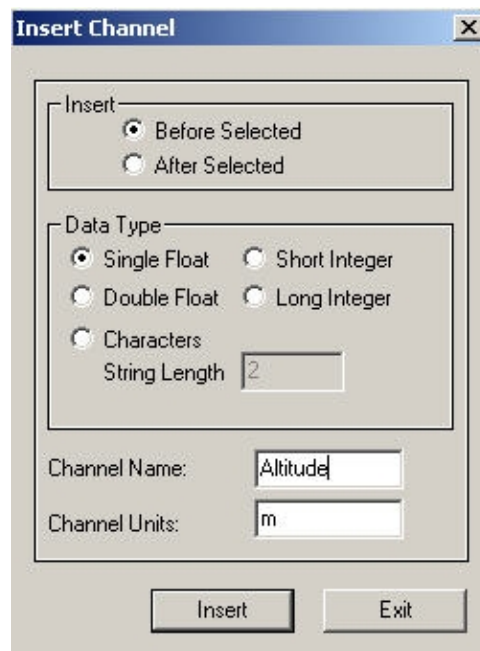 Insert Channel
Insert
Before Selected
After Selected
Data Type
Single Float Short Integer
Double Float Long Integer
Characters
String Length 2
Channel Name: Altitude
Channel Units: m
Insert Exit